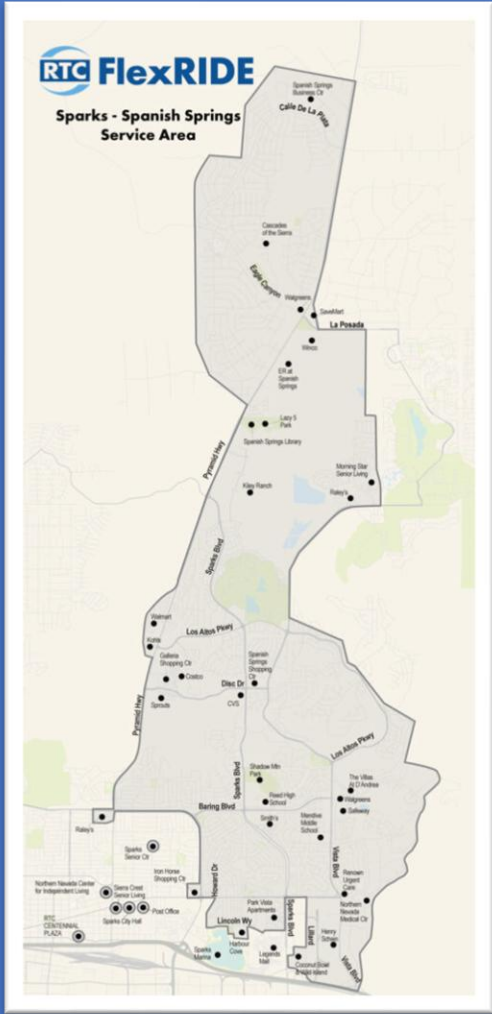 RTC FlexRIDE
Sparks - Spanish Springs
Service Area
Spanish Springs
Business Ctr
Calle De La Plata
Cascades
of the Sierra
Eagle Canyon
Walgreens
SaveMart
La Posada
Winco
ER at
Spanish
Springs
Lazy 5
Park
Spanish Springs Library
Pyramid Hwy
Morning Star
Senior Living
Kiley Ranch
Raley's
Sparks Blvd
Walmart
Kohls
Los Altos Pkwy
Galleria
Shopping Ctr
Costco
Spanish
Springs
Shopping
Ctr
Disc Dr
Sprouts
CVS
Pyramid Hwy
Los Altos Pkwy
Sparks Blvd
Shadow Mtn
Park
The Villas
At D'Andrea
Reed High
School
Walgreens
Safeway
Baring Blvd
Raley's
Smith's
Mendive
Middle
School
Sparks
Senior Ctr
Vista Blvd
Iron Horse
Shopping Ctr
Howard Dr
Renown
Urgent
Care
Northern Nevada Center
for Independent Living
Sierra Crest
Senior Living
Post Office
Sparks City Hall
Park Vista
Apartments
Sparks Blvd
Northern
Nevada
Medical Ctr
RTC
CENTENNIAL
PLAZA
Lincoln Wy
Lillard
Henry
Schein
Harbour
Cove
Sparks
Marina
Legends
Mall
Coconut Bowl
@ Wild Island
Vista Blvd